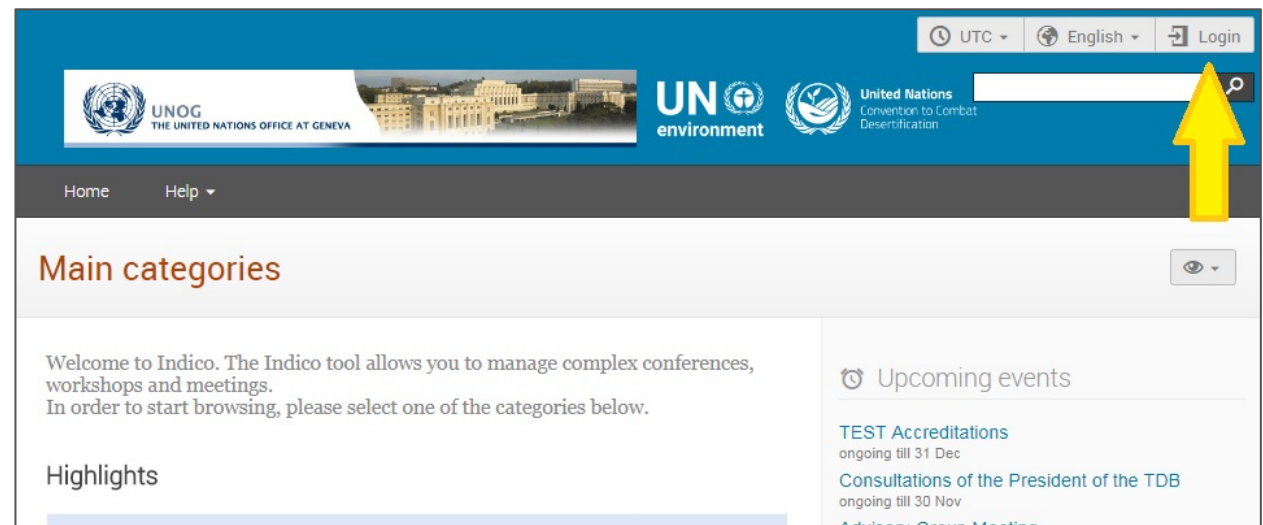 UTC
English
Login
UNOG
THE UNITED NATIONS OFFICE AT GENEVA
UN
environment
United Nations
Convention to Combat
Desertification
Home
Help
Main categories
Welcome to Indico. The Indico tool allows you to manage complex conferences,
workshops and meetings.
In order to start browsing, please select one of the categories below.
Highlights
Upcoming events
TEST Accreditations
ongoing till 31 Dec
Consultations of the President of the TDB
ongoing till 30 Nov
Advisory Group Meeting